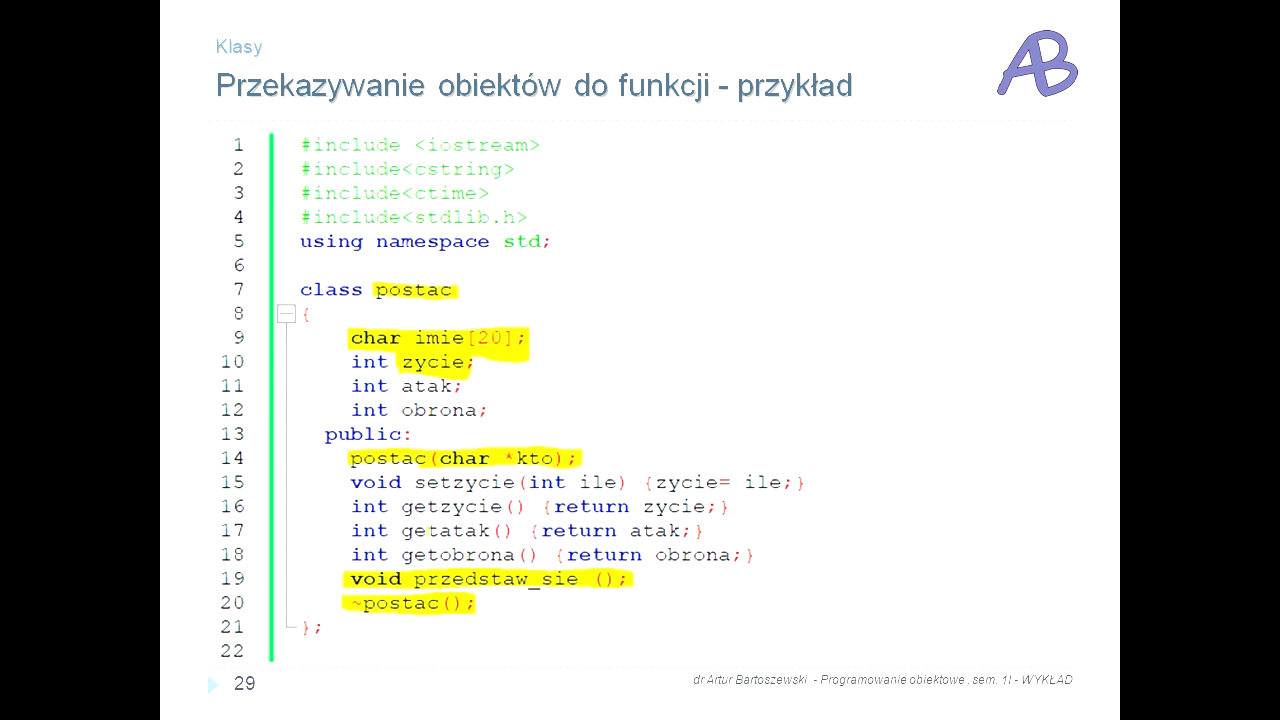 Klasy
Przekazywanie obiektów do funkcji - przykład
AB
1 #include <iostream>
2 #include<cstring>
3 #include<ctime>
4 #include<stdlib.h>
5 using namespace std;
6
7 class postac
8 {
9 char imie[20];
10 int zycie;
11 int atak;
12 int obrona;
13 public:
14 postac(char *kto);
15 void setzycie(int ile) {zycie= ile;}
16 int getzycie() {return zycie;}
17 int getatak() {return atak;}
18 int getobrona() {return obrona;}
19 void przedstaw_sie ();
20 ~postac();
21 };
22
29
dr Artur Bartoszewski - Programowanie obiektowe, sem. 1I - WYKŁAD